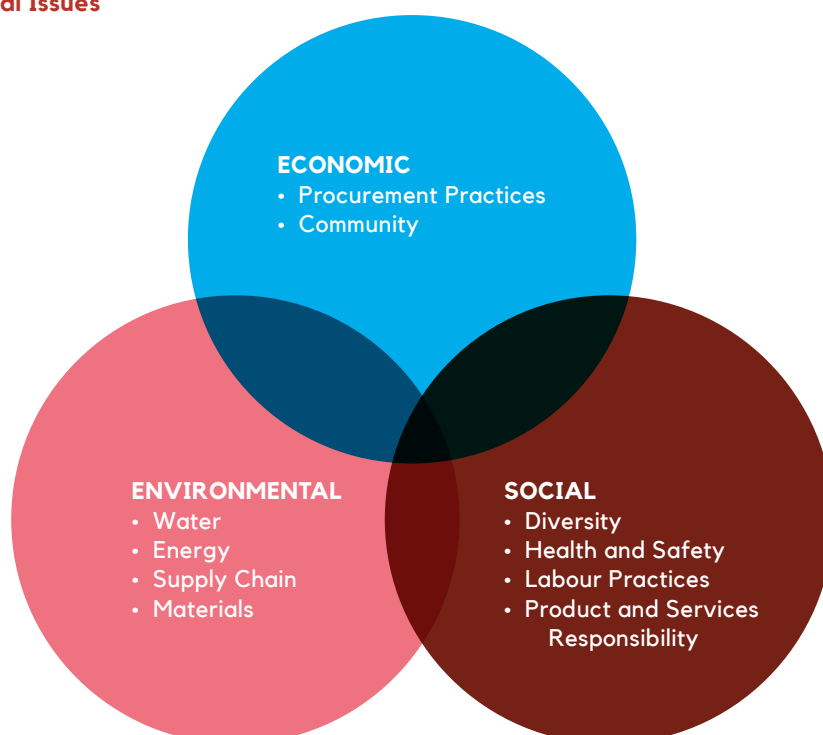 al Issues
ECONOMIC
• Procurement Practices
• Community
ENVIRONMENTAL
• Water
• Energy
• Supply Chain
• Materials
SOCIAL
• Diversity
• Health and Safety
• Labour Practices
• Product and Services
Responsibility